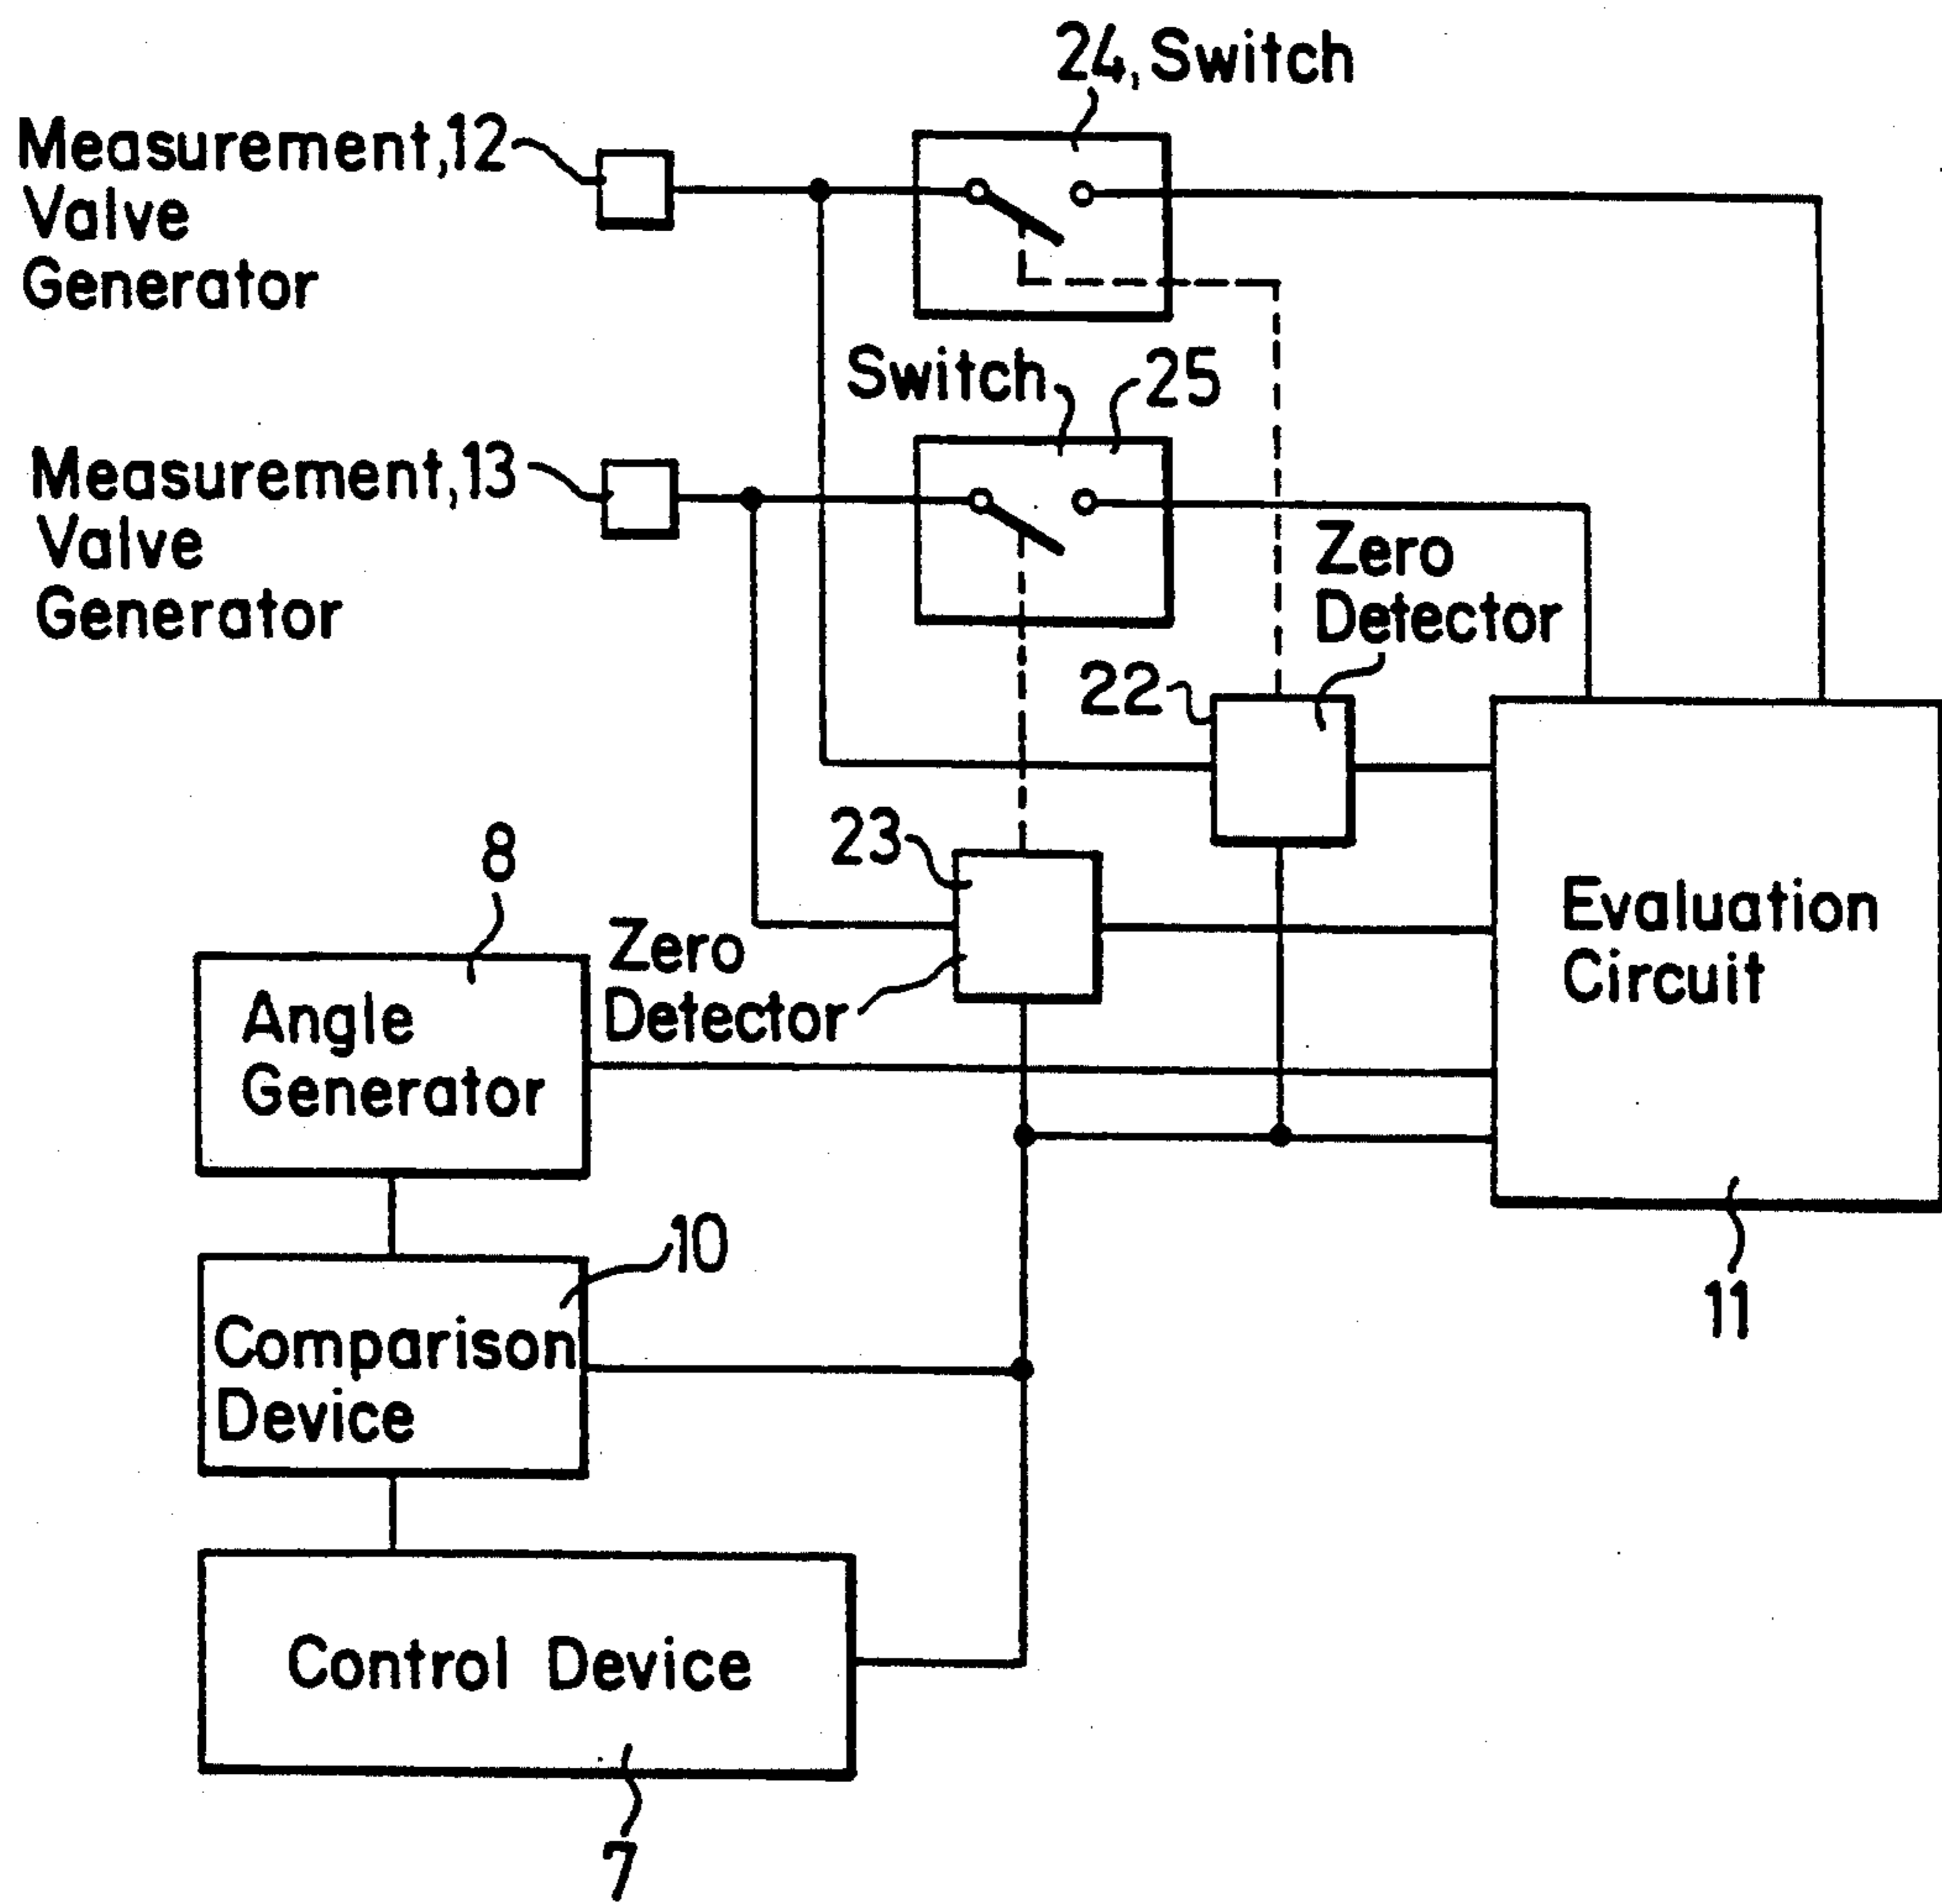 24, Switch
Measurement, 12
Valve
Generator
Switch
25
Measurement, 13
Valve
Generator
Zero
Detector
22
23
8
Zero
Detector
Evaluation
Circuit
Angle
Generator
10
11
Comparison
Device
Control Device
7